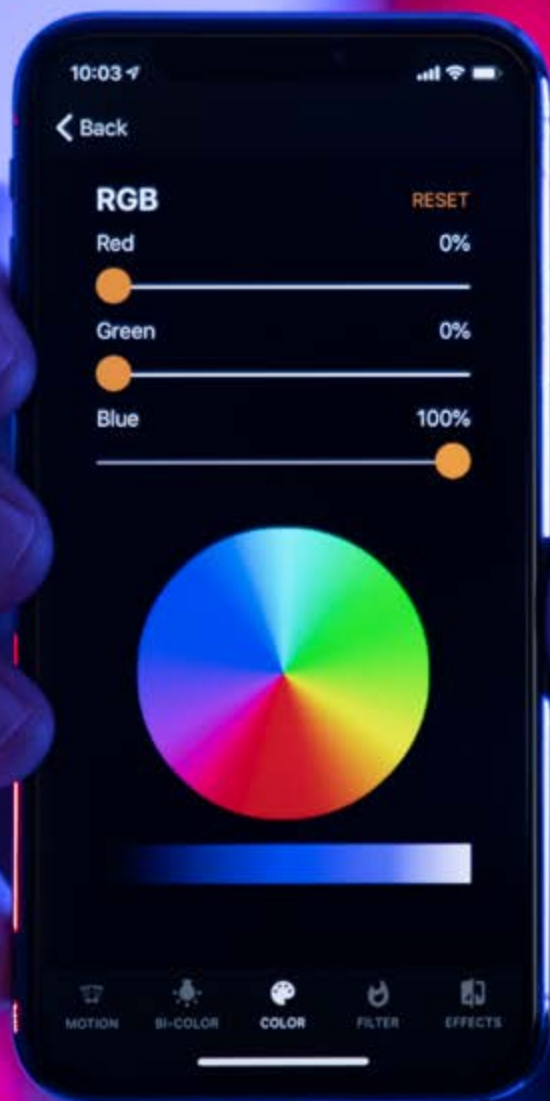 10:03
Back
RGB RESET
Red 0%
Green 0%
Blue 100%
MOTION BI-COLOR COLOR FILTER EFFECTS